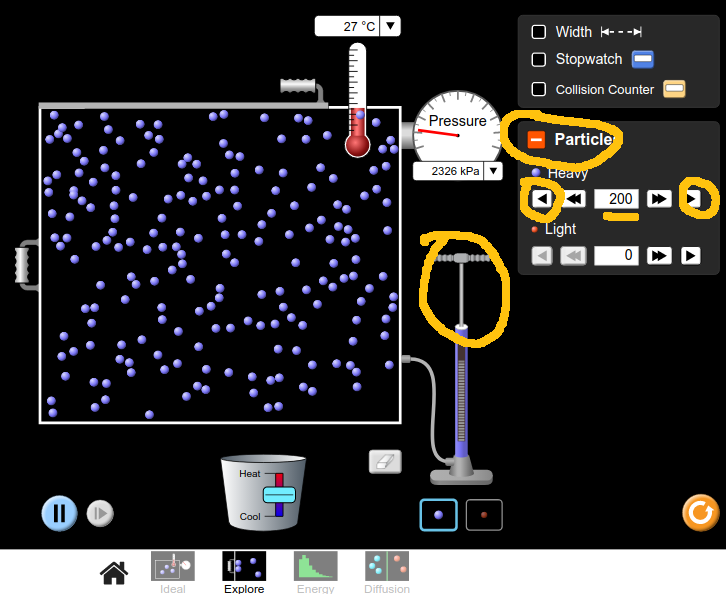 27 °C
Width
Stopwatch
Collision Counter
Pressure
2326 kPa
Particles
Heavy
200
Light
0
Heat
Cool
Ideal
Explore
Energy
Diffusion